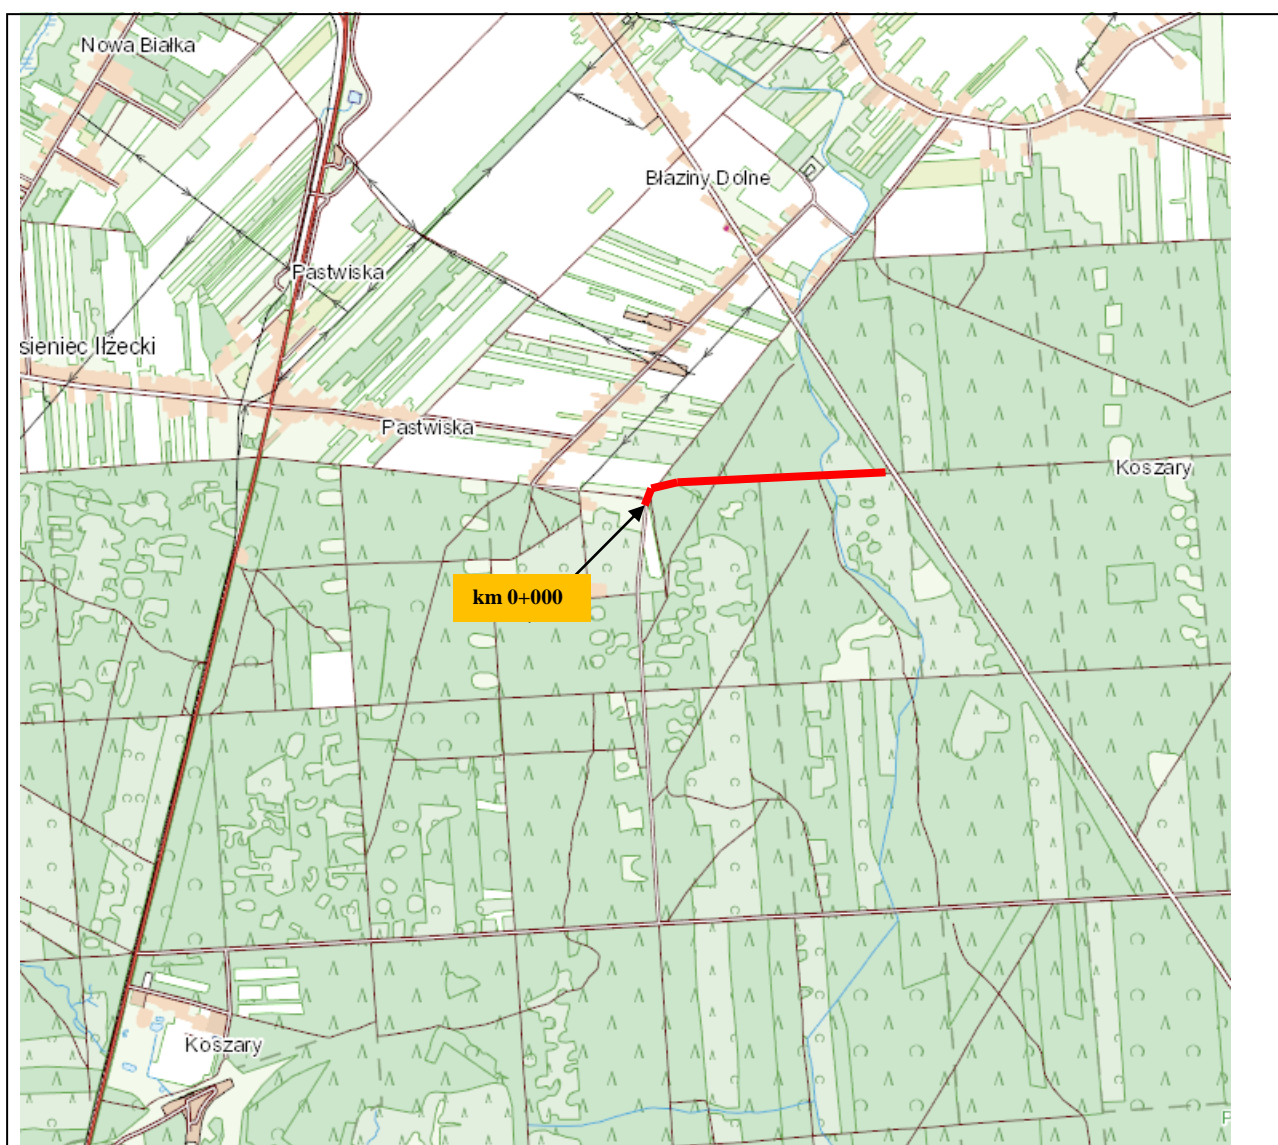 Nowa Białka
Błaziny Dolne
Pastwiska
sieniec Iłżecki
Pastwiska
Koszary
km 0+000
Koszary